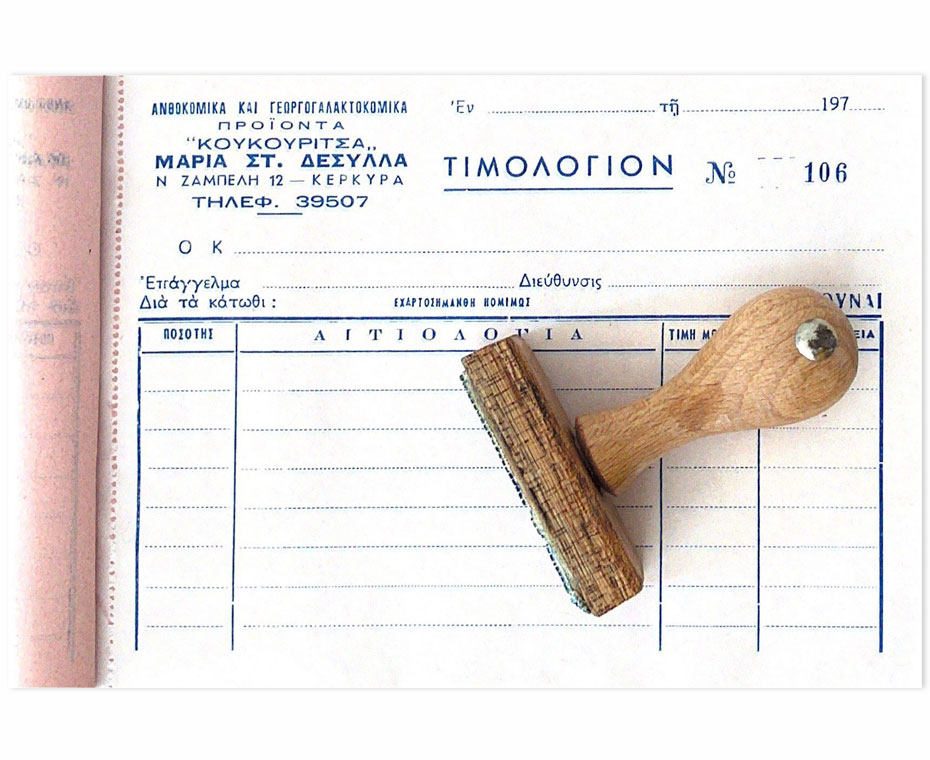 ΑΝΘΟΚΟΜΙΚΑ ΚΑΙ ΓΕΩΡΓΟΓΑΛΑΚΤΟΚΟΜΙΚΑ
ΠΡΟΪΟΝΤΑ
“ΚΟΥΚΟΥΡΙΤΣΑ„
ΜΑΡΙΑ ΣΤ. ΔΕΣΥΛΛΑ
Ν ΖΑΜΠΕΛΗ 12 — ΚΕΡΚΥΡΑ
ΤΗΛΕΦ. 39507
Ἐν τῇ 197
ΤΙΜΟΛΟΓΙΟΝ № 106
Ο Κ
Ἐπάγγελμα Διεύθυνσις
Διὰ τὰ κάτωθι : ΕΧΑΡΤΟΣΗΜΑΝΘΗ ΝΟΜΙΜΩΣ
ΠΟΣΟΤΗΣ ΑΙΤΙΟΛΟΓΙΑ ΤΙΜΗ